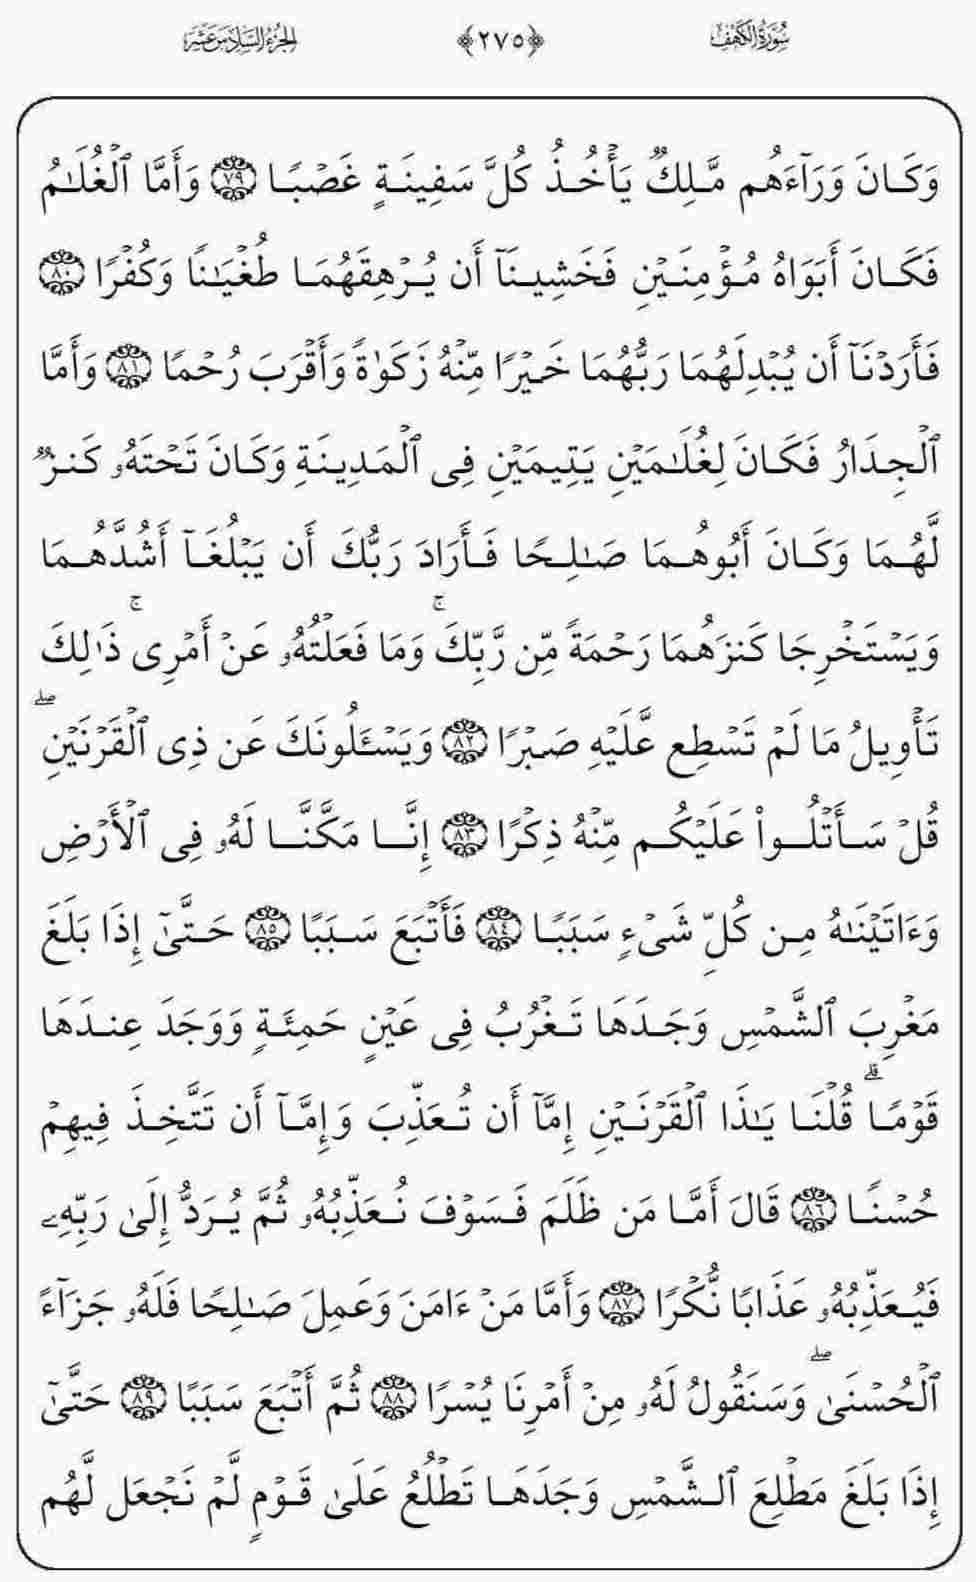 سُورَةُ الكَهْفِ ﴿٢٧٥﴾ الجُزْءُ السَّادِسَ عَشَرَ
وَكَانَ وَرَآءَهُم مَّلِكٌ يَأْخُذُ كُلَّ سَفِينَةٍ غَصْبًا ٧٩ وَأَمَّا ٱلْغُلَٰمُ
فَكَانَ أَبَوَاهُ مُؤْمِنَيْنِ فَخَشِينَآ أَن يُرْهِقَهُمَا طُغْيَٰنًا وَكُفْرًا ٨٠
فَأَرَدْنَآ أَن يُبْدِلَهُمَا رَبُّهُمَا خَيْرًا مِّنْهُ زَكَوٰةً وَأَقْرَبَ رُحْمًا ٨١ وَأَمَّا
ٱلْجِدَارُ فَكَانَ لِغُلَٰمَيْنِ يَتِيمَيْنِ فِى ٱلْمَدِينَةِ وَكَانَ تَحْتَهُۥ كَنزٌ
لَّهُمَا وَكَانَ أَبُوهُمَا صَٰلِحًا فَأَرَادَ رَبُّكَ أَن يَبْلُغَآ أَشُدَّهُمَا
وَيَسْتَخْرِجَا كَنزَهُمَا رَحْمَةً مِّن رَّبِّكَ ۚ وَمَا فَعَلْتُهُۥ عَنْ أَمْرِى ۚ ذَٰلِكَ
تَأْوِيلُ مَا لَمْ تَسْطِع عَّلَيْهِ صَبْرًا ٨٢ وَيَسْـَٔلُونَكَ عَن ذِى ٱلْقَرْنَيْنِ ۖ
قُلْ سَأَتْلُوا۟ عَلَيْكُم مِّنْهُ ذِكْرًا ٨٣ إِنَّا مَكَّنَّا لَهُۥ فِى ٱلْأَرْضِ
وَءَاتَيْنَٰهُ مِن كُلِّ شَىْءٍ سَبَبًا ٨٤ فَأَتْبَعَ سَبَبًا ٨٥ حَتَّىٰٓ إِذَا بَلَغَ
مَغْرِبَ ٱلشَّمْسِ وَجَدَهَا تَغْرُبُ فِى عَيْنٍ حَمِئَةٍ وَوَجَدَ عِندَهَا
قَوْمًا ۗ قُلْنَا يَٰذَا ٱلْقَرْنَيْنِ إِمَّآ أَن تُعَذِّبَ وَإِمَّآ أَن تَتَّخِذَ فِيهِمْ
حُسْنًا ٨٦ قَالَ أَمَّا مَن ظَلَمَ فَسَوْفَ نُعَذِّبُهُۥ ثُمَّ يُرَدُّ إِلَىٰ رَبِّهِۦ
فَيُعَذِّبُهُۥ عَذَابًا نُّكْرًا ٨٧ وَأَمَّا مَنْ ءَامَنَ وَعَمِلَ صَٰلِحًا فَلَهُۥ جَزَآءً
ٱلْحُسْنَىٰ ۖ وَسَنَقُولُ لَهُۥ مِنْ أَمْرِنَا يُسْرًا ٨٨ ثُمَّ أَتْبَعَ سَبَبًا ٨٩ حَتَّىٰٓ
إِذَا بَلَغَ مَطْلِعَ ٱلشَّمْسِ وَجَدَهَا تَطْلُعُ عَلَىٰ قَوْمٍ لَّمْ نَجْعَل لَّهُم